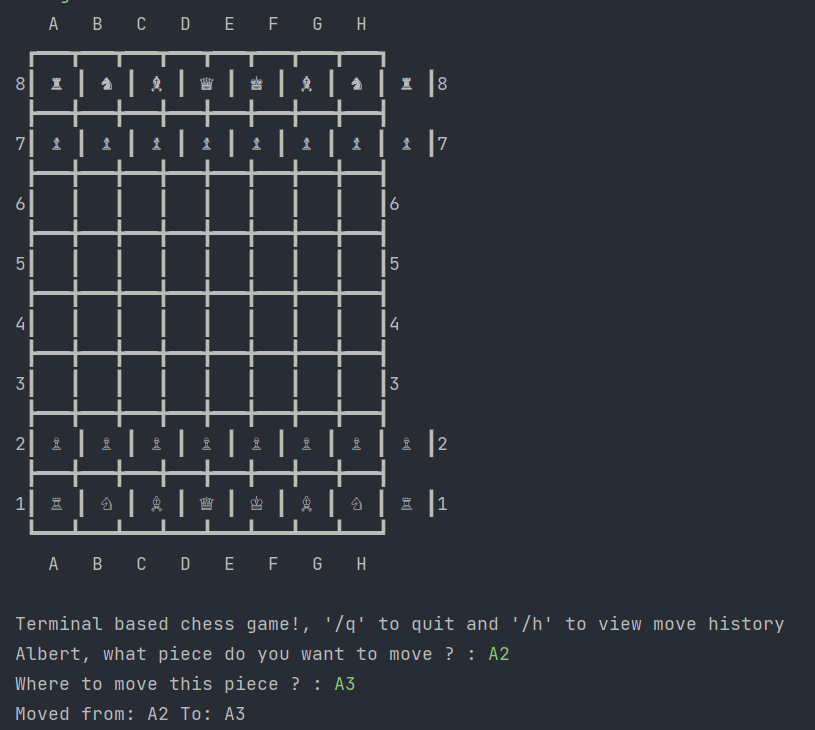 A B C D E F G H
8 ♜ ♞ ♝ ♛ ♚ ♝ ♞ ♜ 8
7 ♟ ♟ ♟ ♟ ♟ ♟ ♟ ♟ 7
6 6
5 5
4 4
3 3
2 ♙ ♙ ♙ ♙ ♙ ♙ ♙ ♙ 2
1 ♖ ♘ ♗ ♕ ♔ ♗ ♘ ♖ 1
A B C D E F G H
Terminal based chess game!, '/q' to quit and '/h' to view move history
Albert, what piece do you want to move ? : A2
Where to move this piece ? : A3
Moved from: A2 To: A3